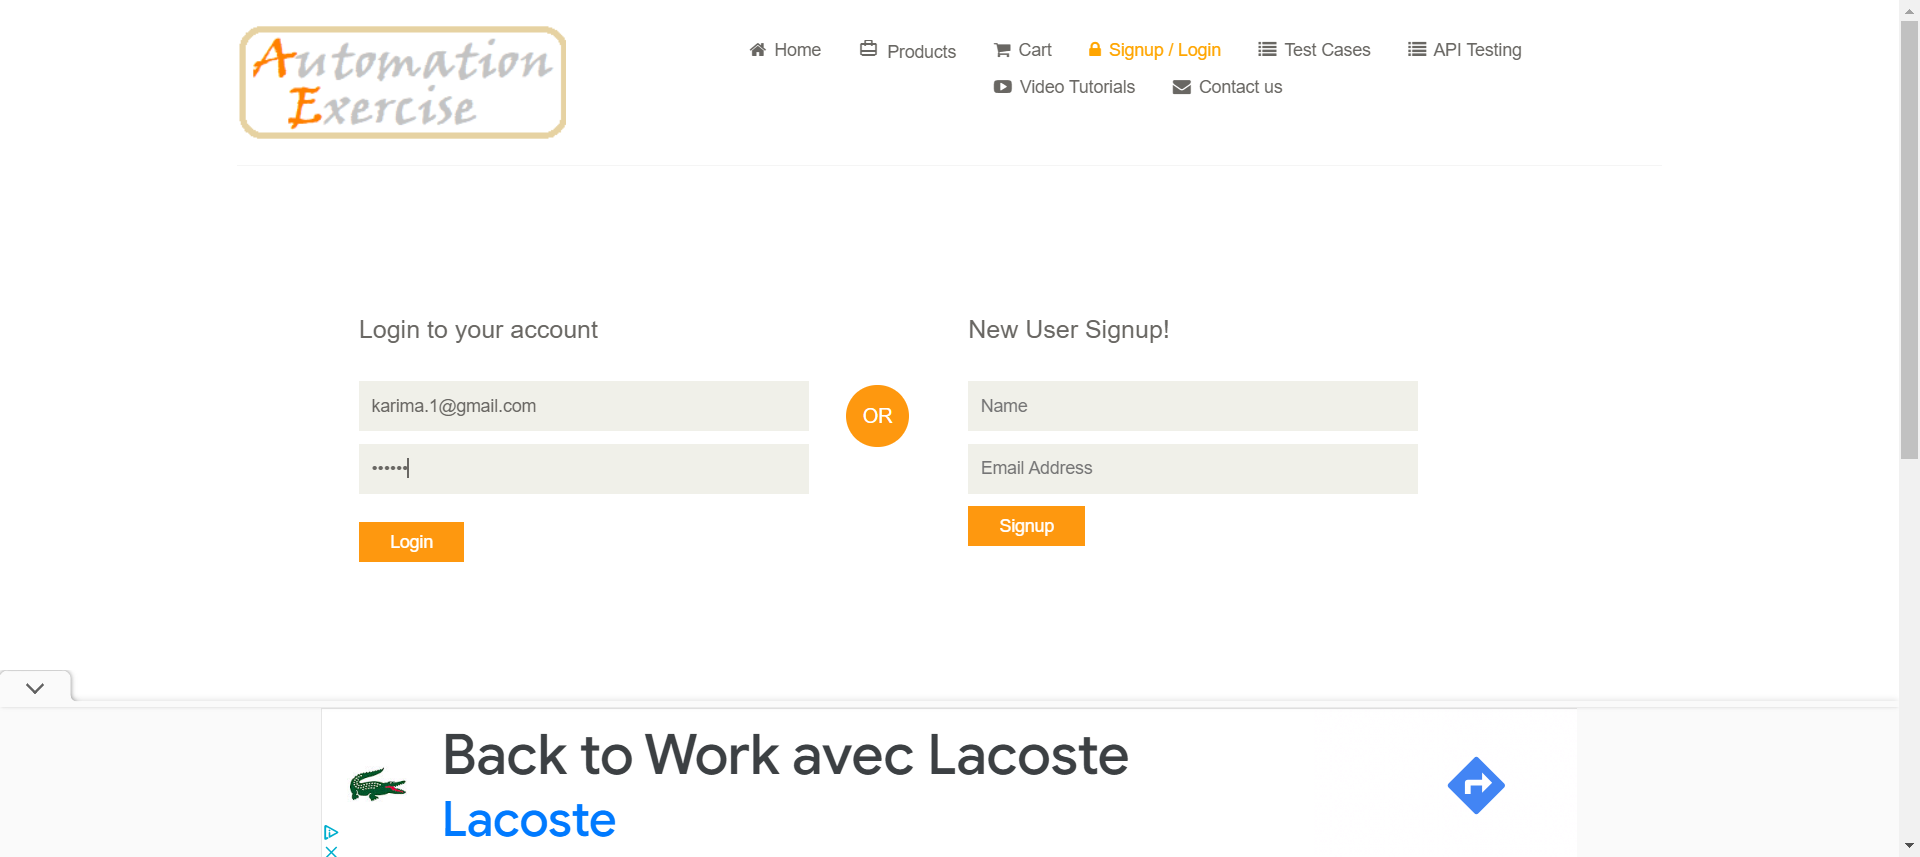 Automation
Exercise
Home
Products
Cart
Signup / Login
Test Cases
API Testing
Video Tutorials
Contact us
Login to your account
karima.1@gmail.com
••••••
Login
OR
New User Signup!
Name
Email Address
Signup
Back to Work avec Lacoste
Lacoste